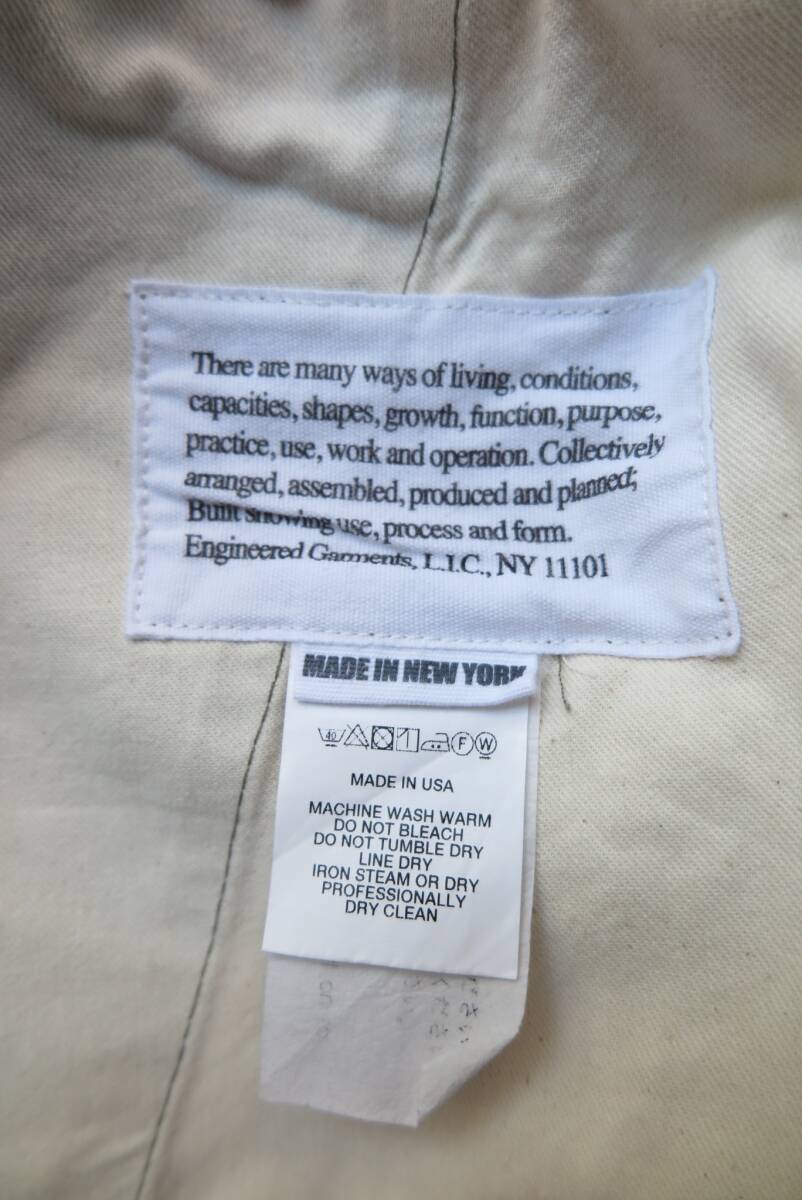 There are many ways of living, conditions,
capacities, shapes, growth, function, purpose,
practice, use, work and operation. Collectively
arranged, assembled, produced and planned;
Built showing use, process and form.
Engineered Garments, L.I.C., NY 11101
MADE IN NEW YORK
40 F W
MADE IN USA
MACHINE WASH WARM
DO NOT BLEACH
DO NOT TUMBLE DRY
LINE DRY
IRON STEAM OR DRY
PROFESSIONALLY
DRY CLEAN